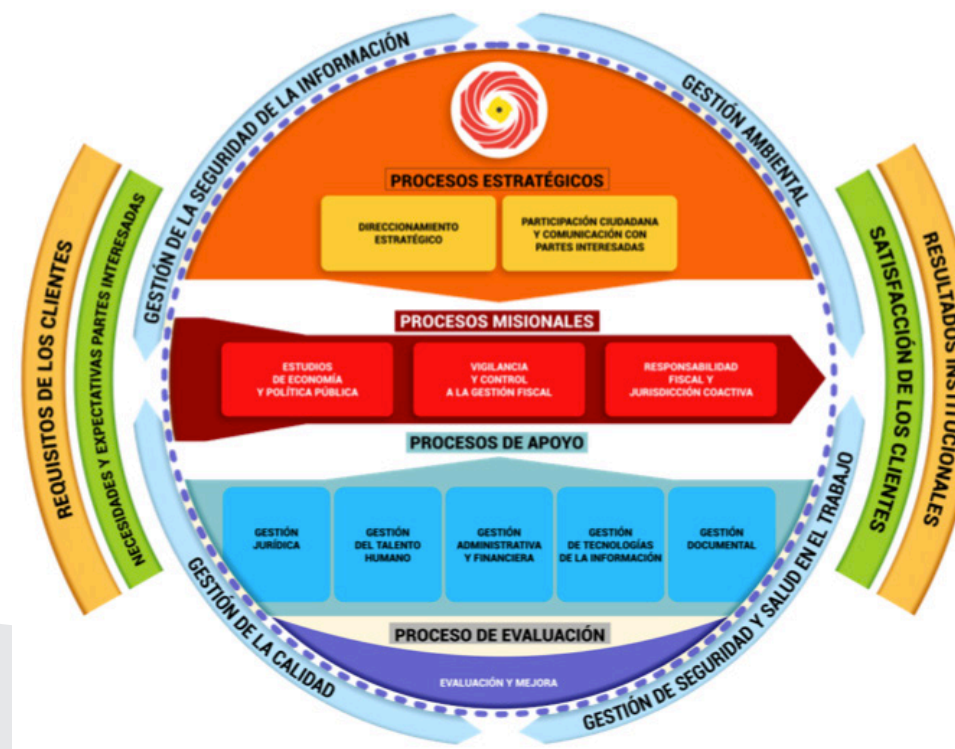 GESTIÓN DE LA SEGURIDAD DE LA INFORMACIÓN
GESTIÓN AMBIENTAL
REQUISITOS DE LOS CLIENTES
NECESIDADES Y EXPECTATIVAS PARTES INTERESADAS
PROCESOS ESTRATÉGICOS
DIRECCIONAMIENTO
ESTRATÉGICO
PARTICIPACIÓN CIUDADANA
Y COMUNICACIÓN CON
PARTES INTERESADAS
PROCESOS MISIONALES
ESTUDIOS
DE ECONOMÍA
Y POLÍTICA PÚBLICA
VIGILANCIA
Y CONTROL
A LA GESTIÓN FISCAL
RESPONSABILIDAD
FISCAL Y
JURISDICCIÓN COACTIVA
PROCESOS DE APOYO
GESTIÓN
JURÍDICA
GESTIÓN
DEL TALENTO
HUMANO
GESTIÓN
ADMINISTRATIVA
Y FINANCIERA
GESTIÓN
DE TECNOLOGÍAS
DE LA INFORMACIÓN
GESTIÓN
DOCUMENTAL
PROCESO DE EVALUACIÓN
EVALUACIÓN Y MEJORA
GESTIÓN DE LA CALIDAD
GESTIÓN DE SEGURIDAD Y SALUD EN EL TRABAJO
SATISFACCIÓN DE LOS CLIENTES
RESULTADOS INSTITUCIONALES